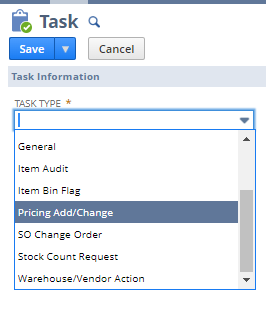 Task
Save
Cancel
Task Information
TASK TYPE *
General
Item Audit
Item Bin Flag
Pricing Add/Change
SO Change Order
Stock Count Request
Warehouse/Vendor Action